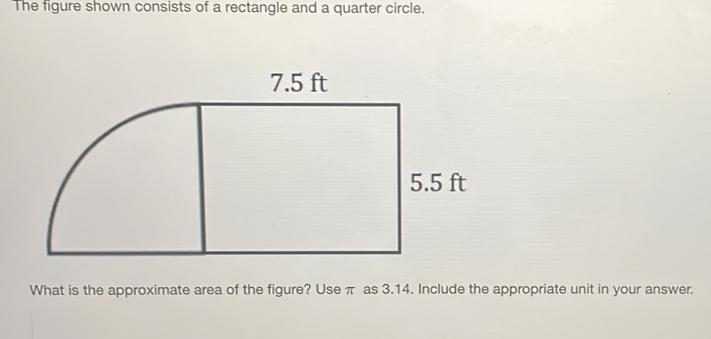 The figure shown consists of a rectangle and a quarter circle.
7.5 ft
5.5 ft
What is the approximate area of the figure? Use π as 3.14. Include the appropriate unit in your answer.